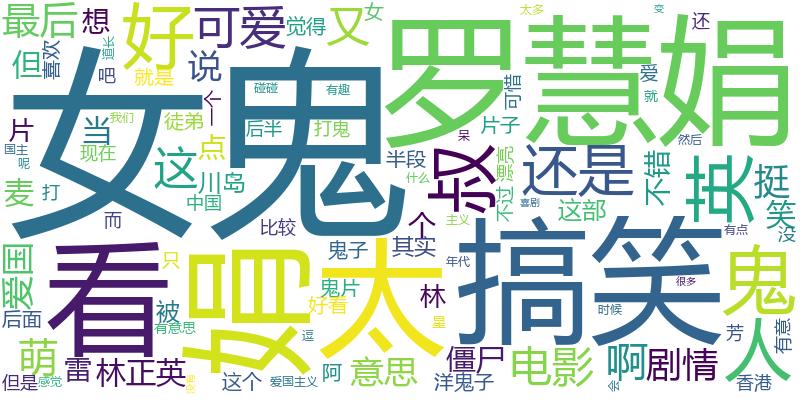 最后
想
好
可爱
觉得
又
女
太多
罗慧娟
变
还
但
喜欢
吧
道长
就是
说
一个
碰碰
有趣
可惜
爱
就
女鬼
片
当
我们
徒弟
点
后半
打鬼
叔
片子
呆
还是
不错
英
然后
国主
呢
现在
这
川岛
半段
漂亮
挺
麦
打
中国
什么
不过
喜剧
这部
笑
而
比较
个
主义
有点
没
看
娟
太
搞笑
鬼
爱国
只
鬼子
其实
年代
很多
后面
被
鬼片
好看
林
星
时候
芳
有意
有意思
萌
雷
林正英
逗
僵尸
电影
啊
剧情
人
但是
感觉
这个
爱国主义
阿
意思
洋鬼子
会
香港